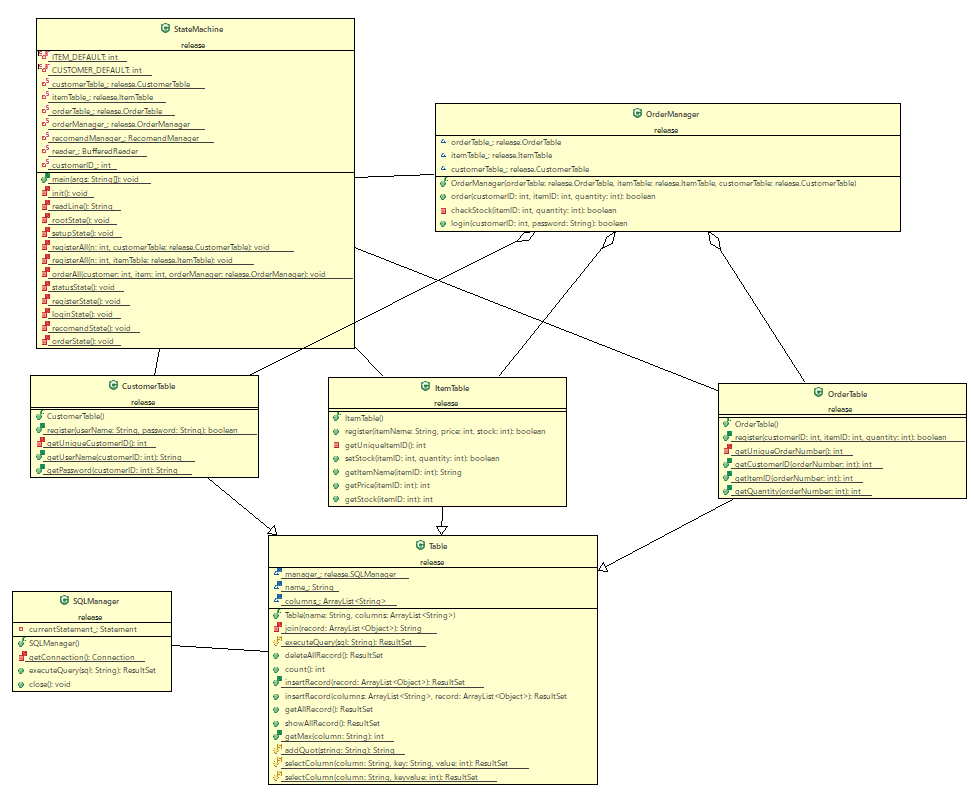 StateMachine
release
ITEM_DEFAULT: int
CUSTOMER_DEFAULT: int
customerTable_: release.CustomerTable
itemTable_: release.ItemTable
orderTable_: release.OrderTable
orderManager_: release.OrderManager
recomendManager_: RecomendManager
reader_: BufferedReader
customerID_: int
main(args: String[]): void
init(): void
readLine(): String
rootState(): void
setupState(): void
registerAll(n: int, customerTable: release.CustomerTable): void
registerAll(n: int, itemTable: release.ItemTable): void
orderAll(customer: int, item: int, orderManager: release.OrderManager): void
statusState(): void
registerState(): void
loginState(): void
recomendState(): void
orderState(): void
OrderManager
release
orderTable_: release.OrderTable
itemTable_: release.ItemTable
customerTable_: release.CustomerTable
OrderManager(orderTable: release.OrderTable, itemTable: release.ItemTable, customerTable: release.CustomerTable)
order(customerID: int, itemID: int, quantity: int): boolean
checkStock(itemID: int, quantity: int): boolean
login(customerID: int, password: String): boolean
CustomerTable
release
CustomerTable()
register(userName: String, password: String): boolean
getUniqueCustomerID(): int
getUserName(customerID: int): String
getPassword(customerID: int): String
ItemTable
release
ItemTable()
register(itemName: String, price: int, stock: int): boolean
getUniqueItemID(): int
setStock(itemID: int, quantity: int): boolean
getItemName(itemID: int): String
getPrice(itemID: int): int
getStock(itemID: int): int
OrderTable
release
OrderTable()
register(customerID: int, itemID: int, quantity: int): boolean
getUniqueOrderNumber(): int
getCustomerID(orderNumber: int): int
getItemID(orderNumber: int): int
getQuantity(orderNumber: int): int
Table
release
manager_: release.SQLManager
name_: String
columns_: ArrayList<String>
Table(name: String, columns: ArrayList<String>)
join(record: ArrayList<Object>): String
executeQuery(sql: String): ResultSet
deleteAllRecord(): ResultSet
count(): int
insertRecord(record: ArrayList<Object>): ResultSet
insertRecord(columns: ArrayList<String>, record: ArrayList<Object>): ResultSet
getAllRecord(): ResultSet
showAllRecord(): ResultSet
getMax(column: String): int
addQuot(string: String): String
selectColumn(column: String, key: String, value: int): ResultSet
selectColumn(column: String, keyvalue: int): ResultSet
SQLManager
release
currentStatement_: Statement
SQLManager()
getConnection(): Connection
executeQuery(sql: String): ResultSet
close(): void